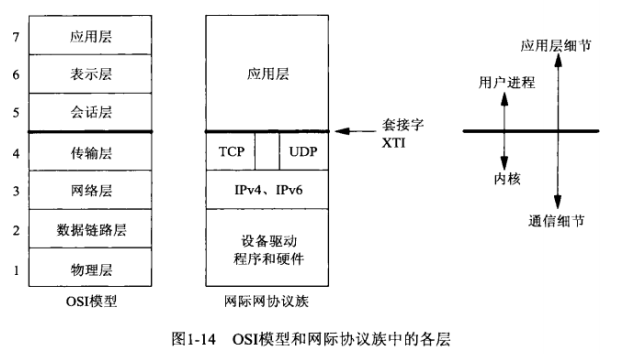 7
应用层
6
表示层
5
会话层
4
传输层
3
网络层
2
数据链路层
1
物理层
OSI模型
应用层
TCP
UDP
IPv4、IPv6
设备驱动
程序和硬件
网际网协议族
套接字
XTI
应用层细节
用户进程
内核
通信细节
图1-14 OSI模型和网际协议族中的各层